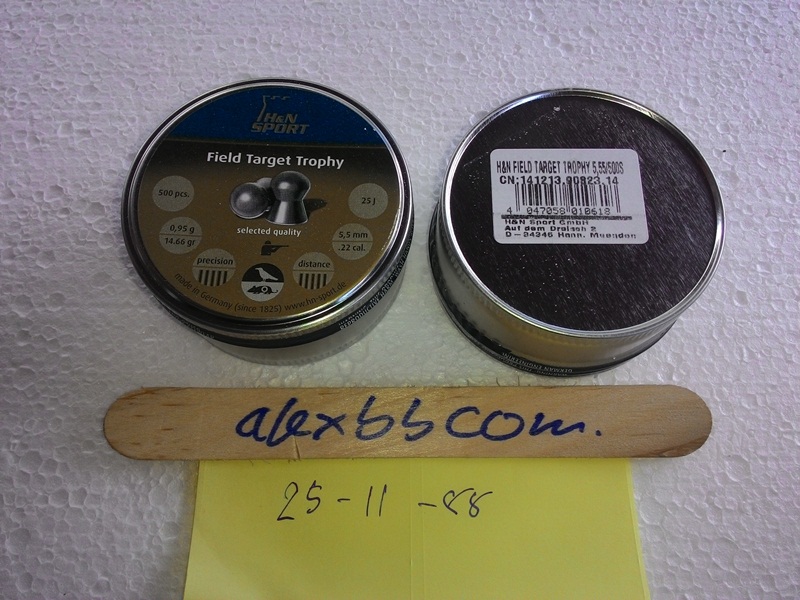 H&N
SPORT
Field Target Trophy
500 pcs.
25 J
0,95 g
14.66 gr
selected quality
5,5 mm
.22 cal.
precision
distance
made in Germany (since 1825) www.hn-sport.de
H&N FIELD TARGET TROPHY 5,55/500S
CN:141213.00823.14
4 047058 010618
H&N Sport GmbH
Auf dem Dreisch 2
D-34346 Hann. Muenden
alexbbcom.
25-11-88